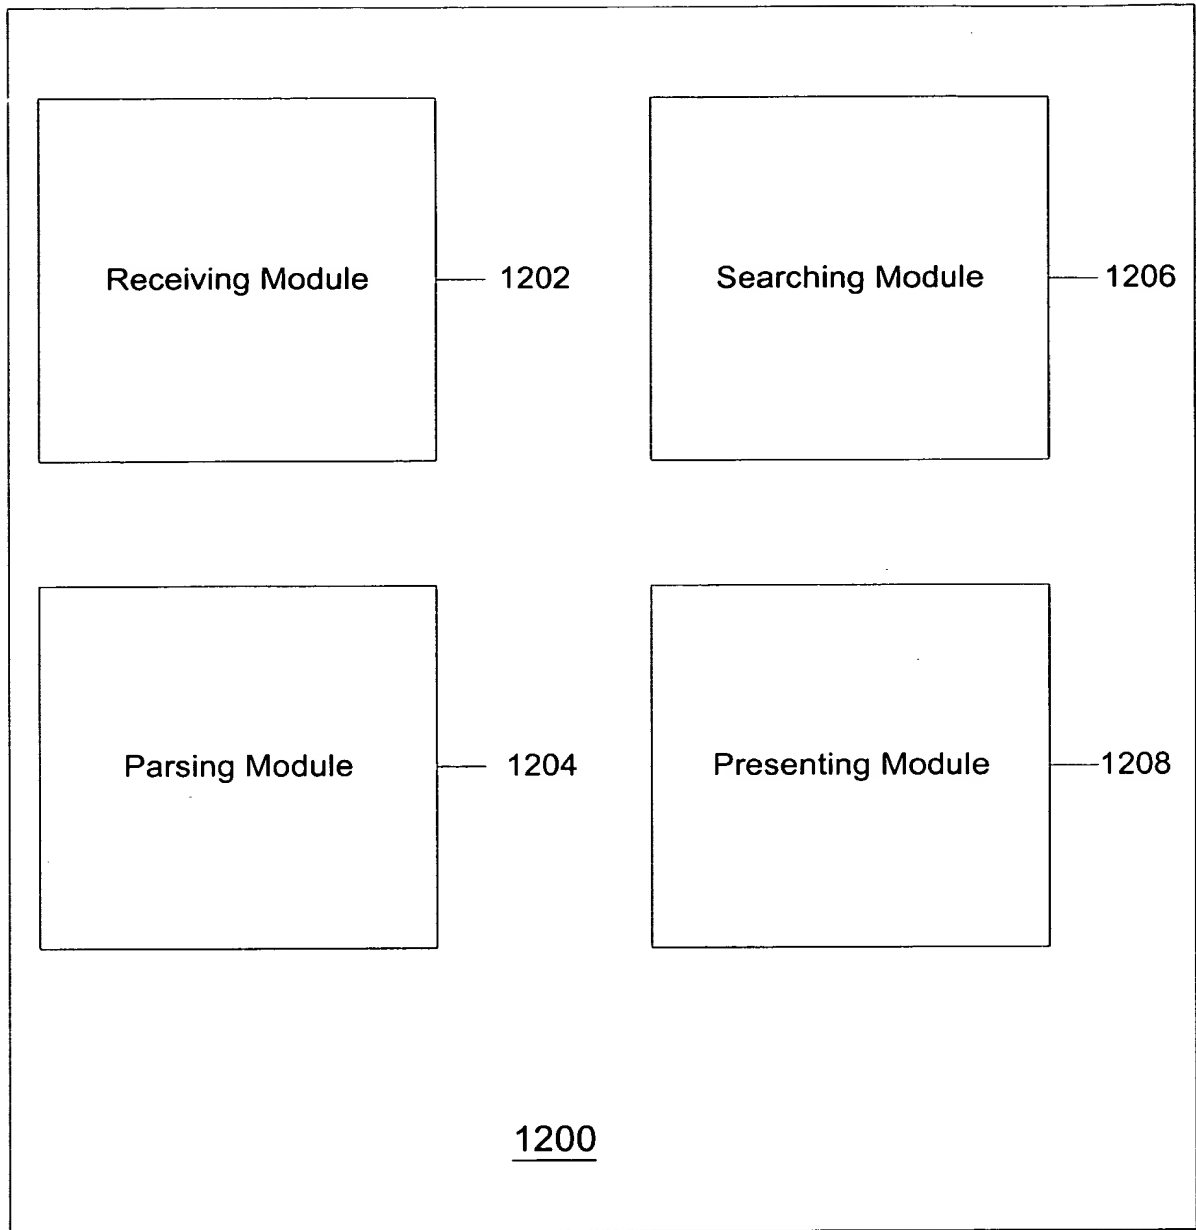 Receiving Module
1202
Searching Module
1206
Parsing Module
1204
Presenting Module
1208
1200